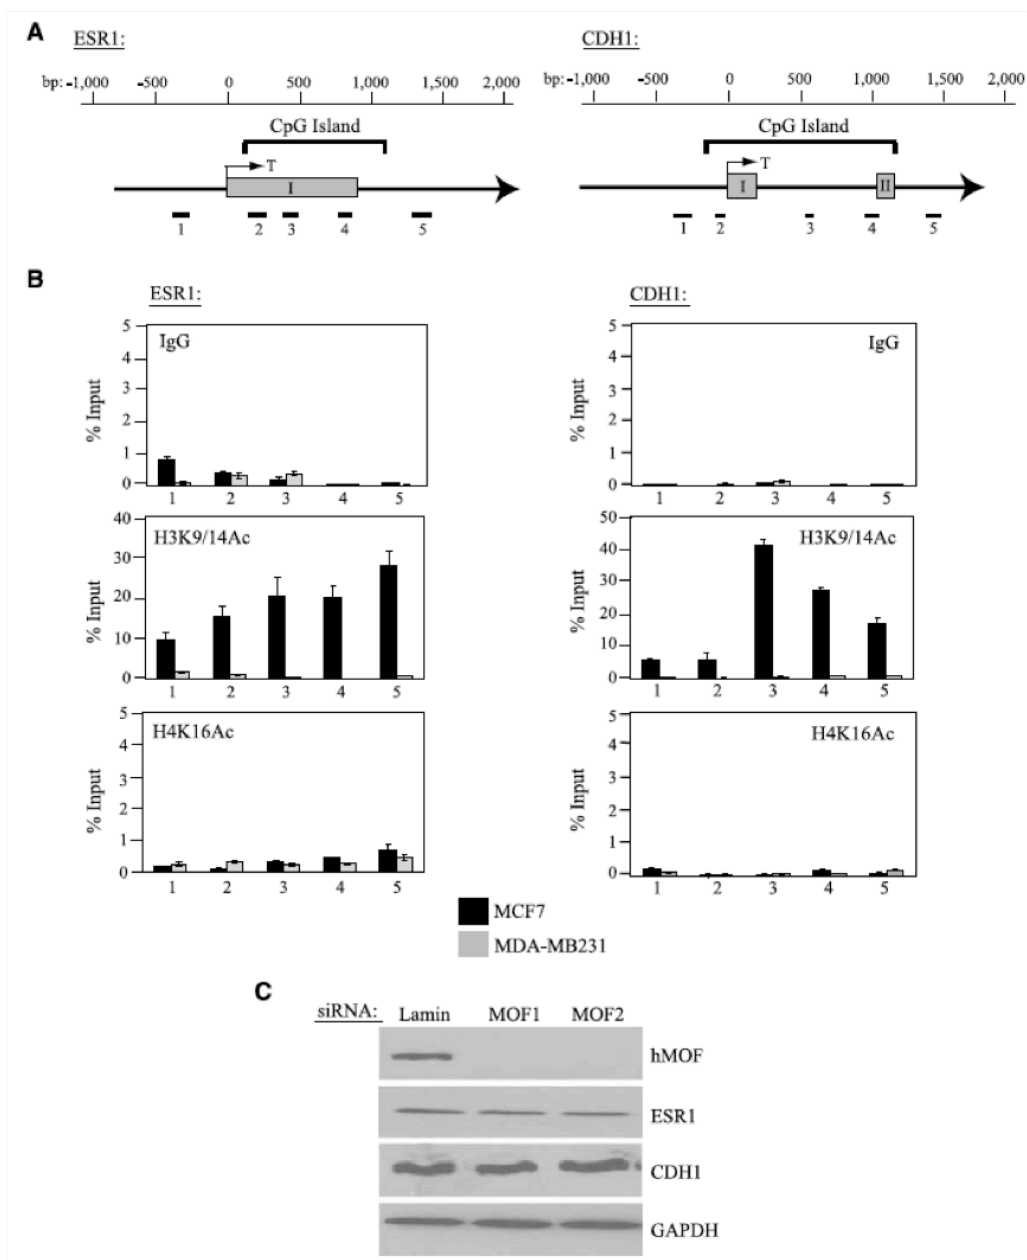 A
ESR1:
CDH1:
bp: -1,000 -500 0 500 1,000 1,500 2,000
bp: -1,000 -500 0 500 1,000 1,500 2,000
CpG Island
CpG Island
T
T
I
I II
1 2 3 4 5
1 2 3 4 5
B
ESR1:
CDH1:
IgG
% Input
5
4
3
2
1
0
1 2 3 4 5
IgG
% Input
5
4
3
2
1
0
1 2 3 4 5
H3K9/14Ac
% Input
40
30
20
10
0
1 2 3 4 5
H3K9/14Ac
% Input
50
40
30
20
10
0
1 2 3 4 5
H4K16Ac
% Input
5
4
3
2
1
0
1 2 3 4 5
H4K16Ac
% Input
5
4
3
2
1
0
1 2 3 4 5
MCF7
MDA-MB231
C
siRNA: Lamin MOF1 MOF2
hMOF
ESR1
CDH1
GAPDH